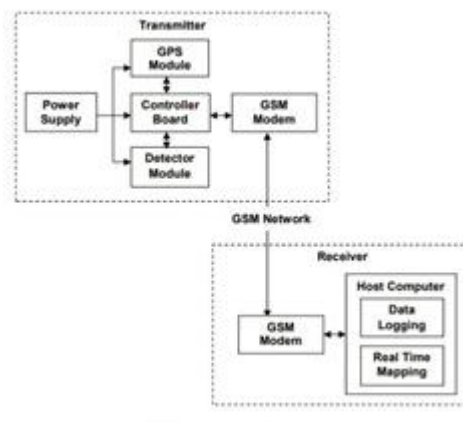 Transmitter
GPS
Module
Power
Supply
Controller
Board
GSM
Modem
Detector
Module
GSM Network
Receiver
Host Computer
Data
Logging
GSM
Modem
Real Time
Mapping